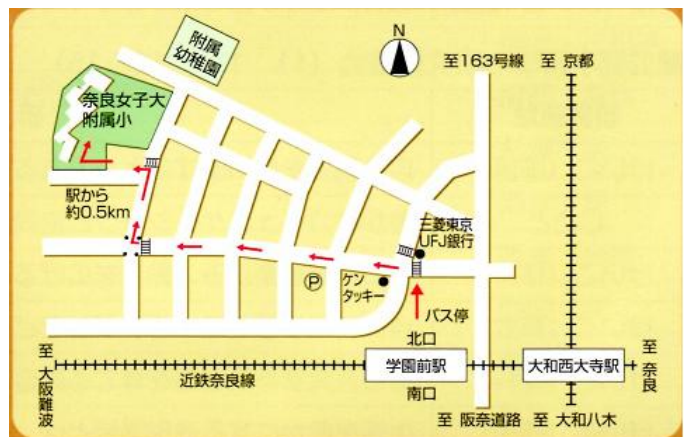 附属
幼稚園
N
至163号線
至 京都
奈良女子大
附属小
駅から
約0.5km
三菱東京
UFJ銀行
P
ケン
タッキー
バス停
北口
学園前駅
南口
大和西大寺駅
至 奈良
至 大阪難波
近鉄奈良線
至 阪奈道路
至 大和八木